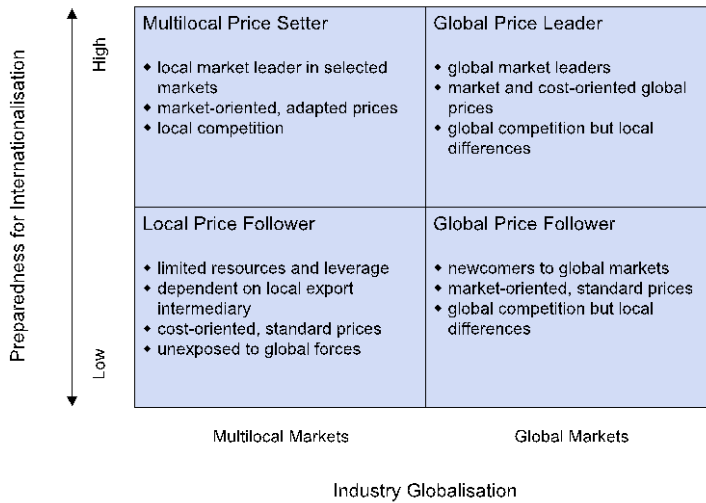 Preparedness for Internationalisation
High
Low
Multilocal Price Setter
◆ local market leader in selected
markets
◆ market-oriented, adapted prices
◆ local competition
Global Price Leader
◆ global market leaders
◆ market and cost-oriented global
prices
◆ global competition but local
differences
Local Price Follower
◆ limited resources and leverage
◆ dependent on local export
intermediary
◆ cost-oriented, standard prices
◆ unexposed to global forces
Global Price Follower
◆ newcomers to global markets
◆ market-oriented, standard prices
◆ global competition but local
differences
Multilocal Markets
Global Markets
Industry Globalisation